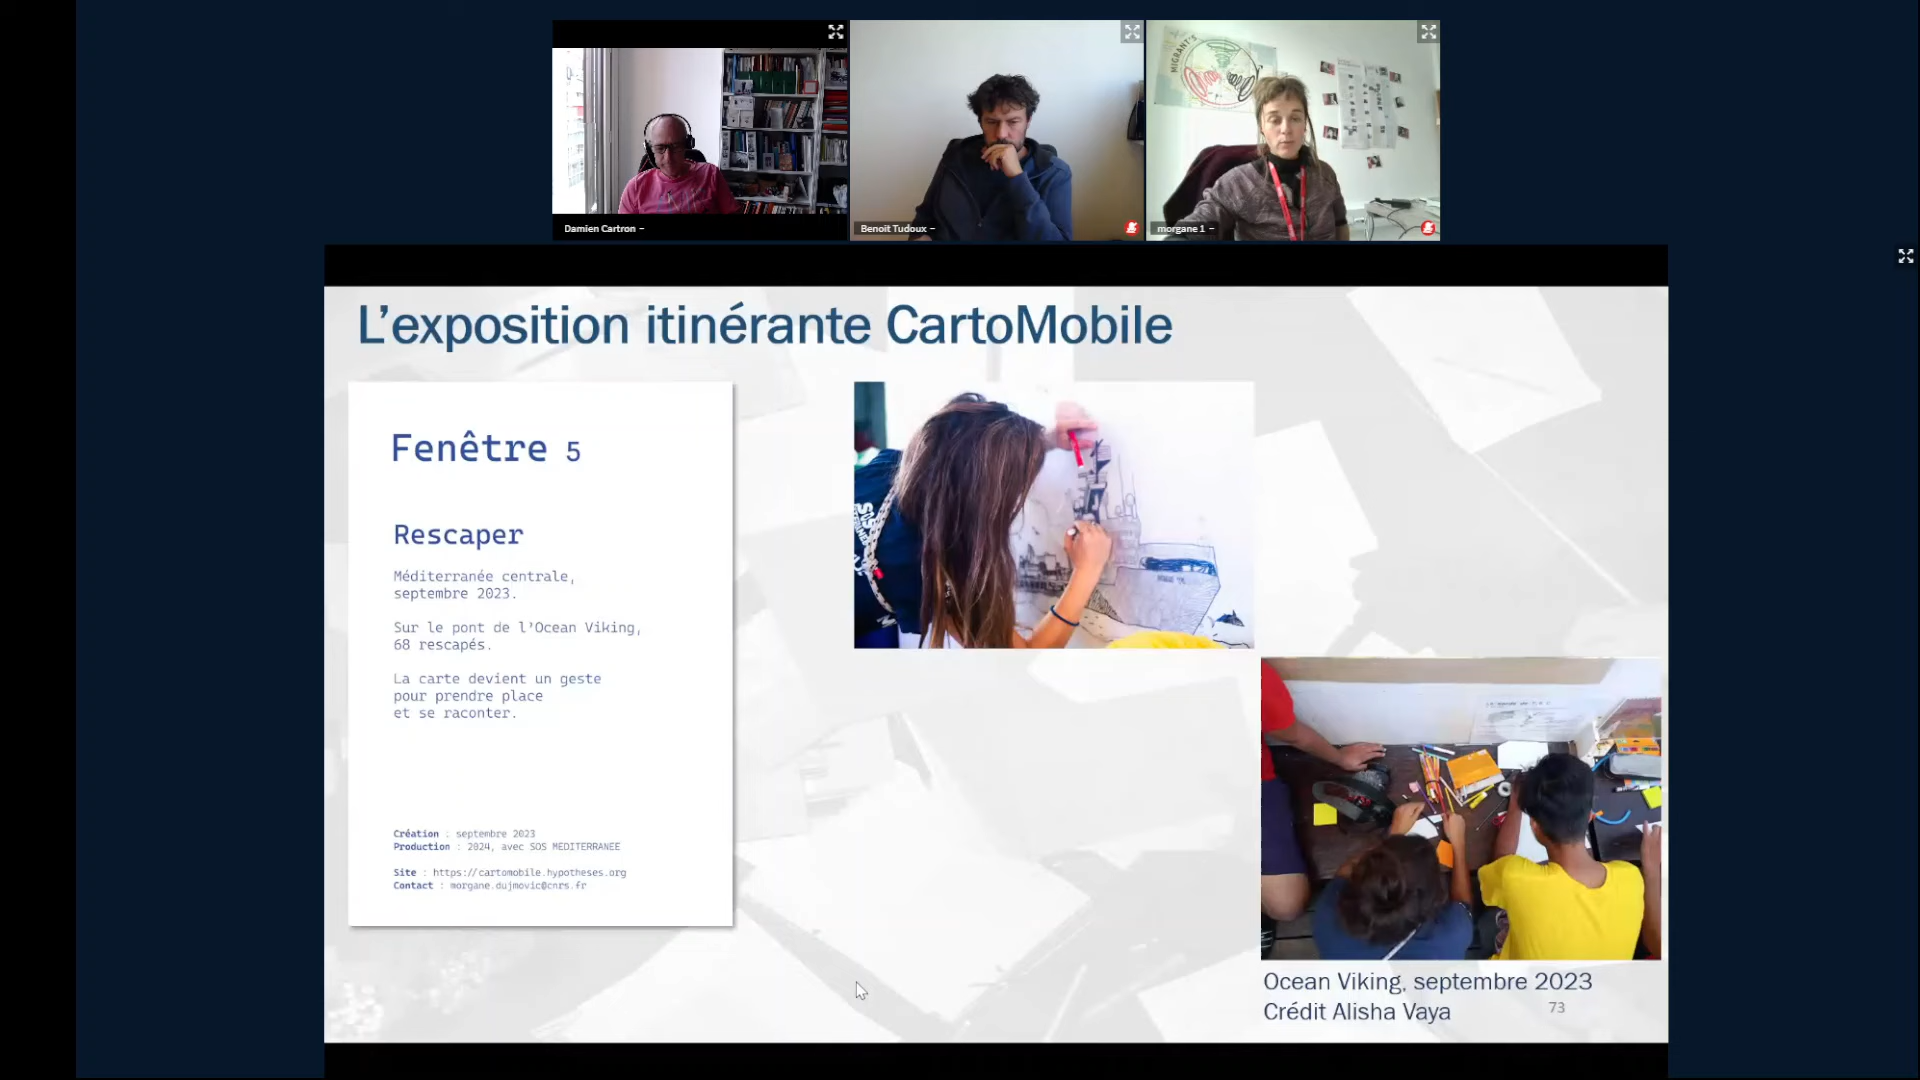 MIGRANT'S
Damien Cartron –
Benoit Tudoux –
morgane 1 –
L'exposition itinérante CartoMobile
Fenêtre 5
Rescaper
Méditerranée centrale,
septembre 2023.
Sur le pont de l'Ocean Viking,
68 rescapés.
La carte devient un geste
pour prendre place
et se raconter.
Création : septembre 2023
Production : 2024, avec SOS MEDITERRANEE
Site : https://cartomobile.hypotheses.org
Contact : morgane.dujmovic@cnrs.fr
SOS
Ocean Viking, septembre 2023
Crédit Alisha Vaya
73